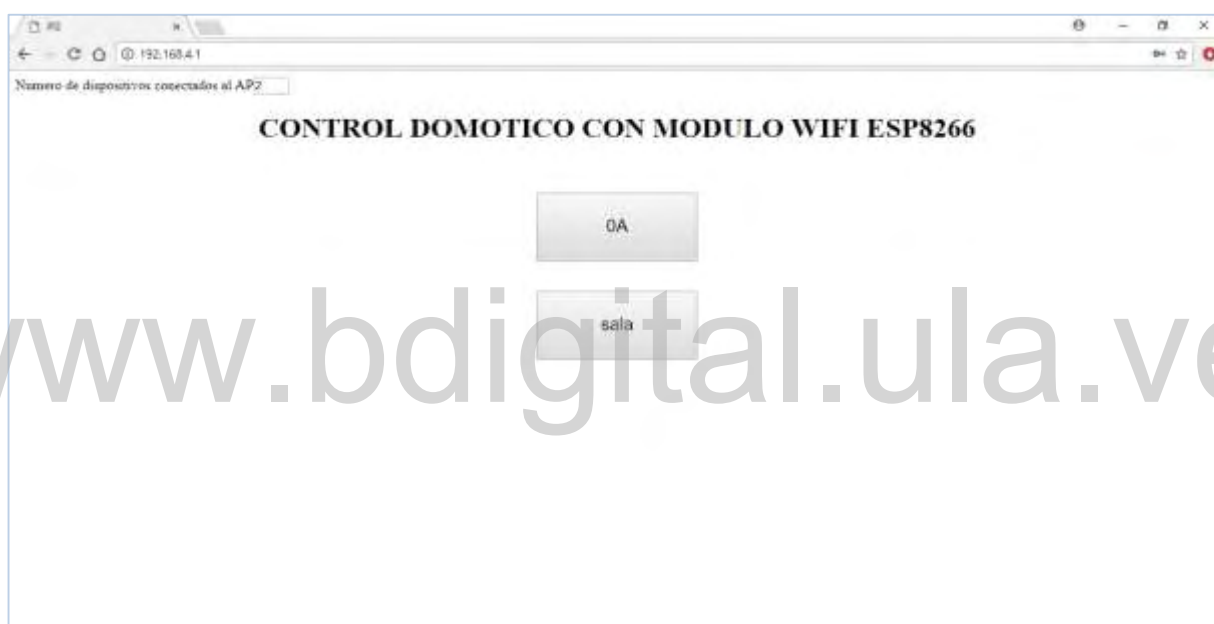 192.168.4.1
Numero de dispositivos conectados al AP2
CONTROL DOMOTICO CON MODULO WIFI ESP8266
0A
sala
www.bdigital.ula.ve